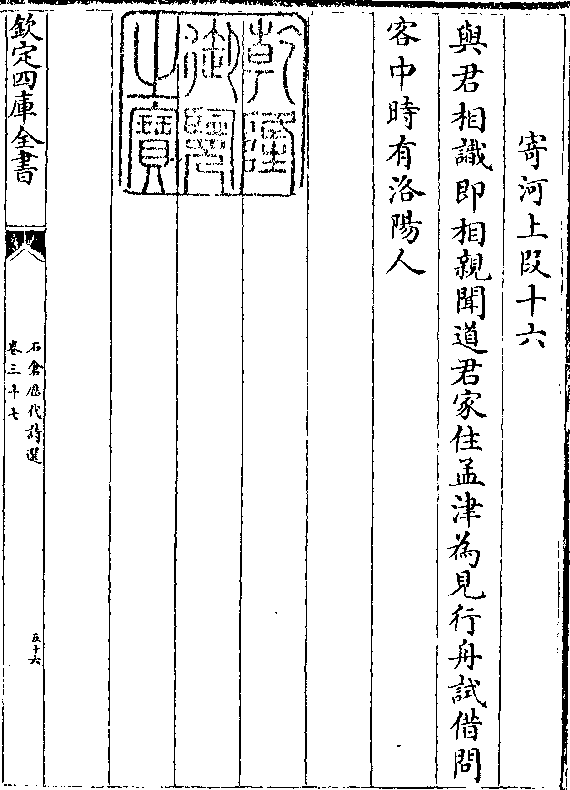 寄河上段十六
與君相識即相親聞道君家住孟津為見行舟試借問
客中時有洛陽人
乾隆
御覽
之寶
欽定四庫全書
石倉歴代詩選
卷三十七
五十六